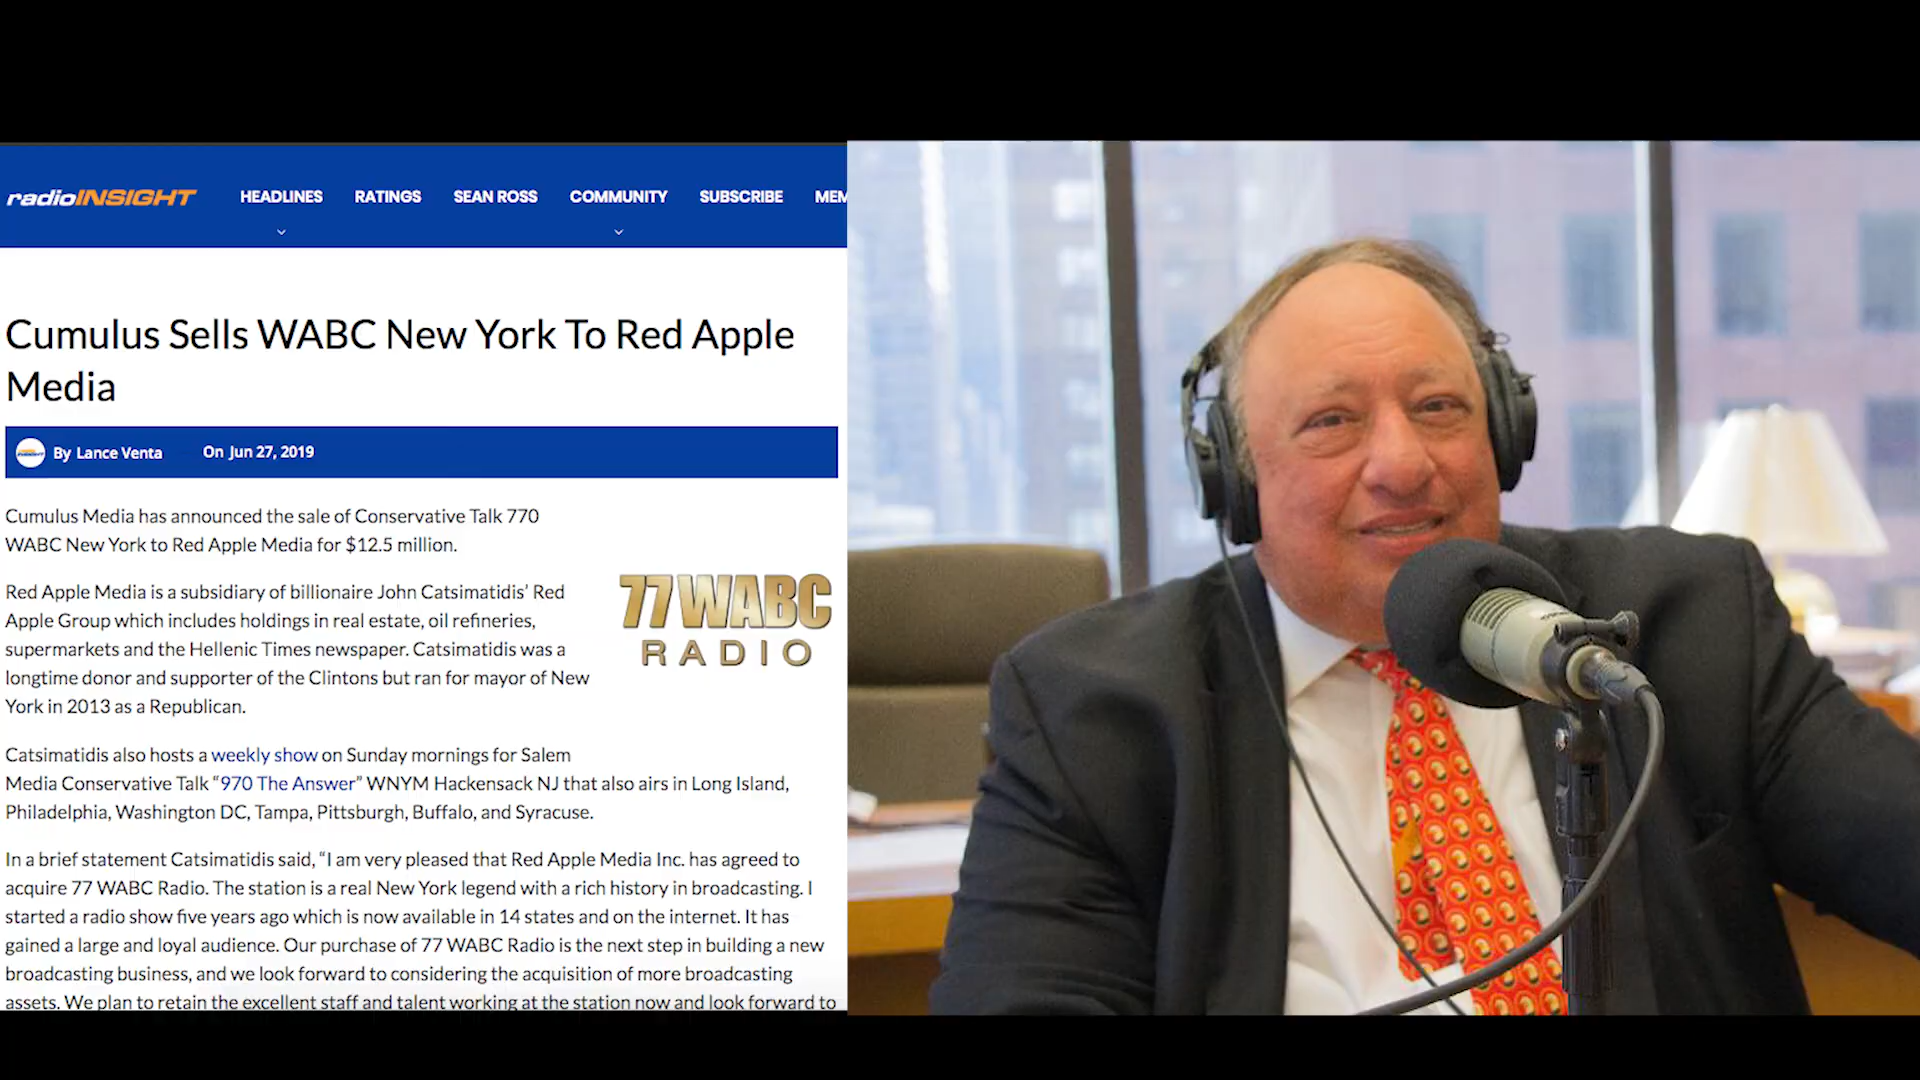 radioINSIGHT
HEADLINES RATINGS SEAN ROSS COMMUNITY SUBSCRIBE MEM
Cumulus Sells WABC New York To Red Apple
Media
By Lance Venta On Jun 27, 2019
Cumulus Media has announced the sale of Conservative Talk 770
WABC New York to Red Apple Media for $12.5 million.
Red Apple Media is a subsidiary of billionaire John Catsimatidis’ Red
Apple Group which includes holdings in real estate, oil refineries,
supermarkets and the Hellenic Times newspaper. Catsimatidis was a
longtime donor and supporter of the Clintons but ran for mayor of New
York in 2013 as a Republican.
77WABC
RADIO
Catsimatidis also hosts a weekly show on Sunday mornings for Salem
Media Conservative Talk “970 The Answer” WNYM Hackensack NJ that also airs in Long Island,
Philadelphia, Washington DC, Tampa, Pittsburgh, Buffalo, and Syracuse.
In a brief statement Catsimatidis said, “I am very pleased that Red Apple Media Inc. has agreed to
acquire 77 WABC Radio. The station is a real New York legend with a rich history in broadcasting. I
started a radio show five years ago which is now available in 14 states and on the internet. It has
gained a large and loyal audience. Our purchase of 77 WABC Radio is the next step in building a new
broadcasting business, and we look forward to considering the acquisition of more broadcasting
assets. We plan to retain the excellent staff and talent working at the station now and look forward to